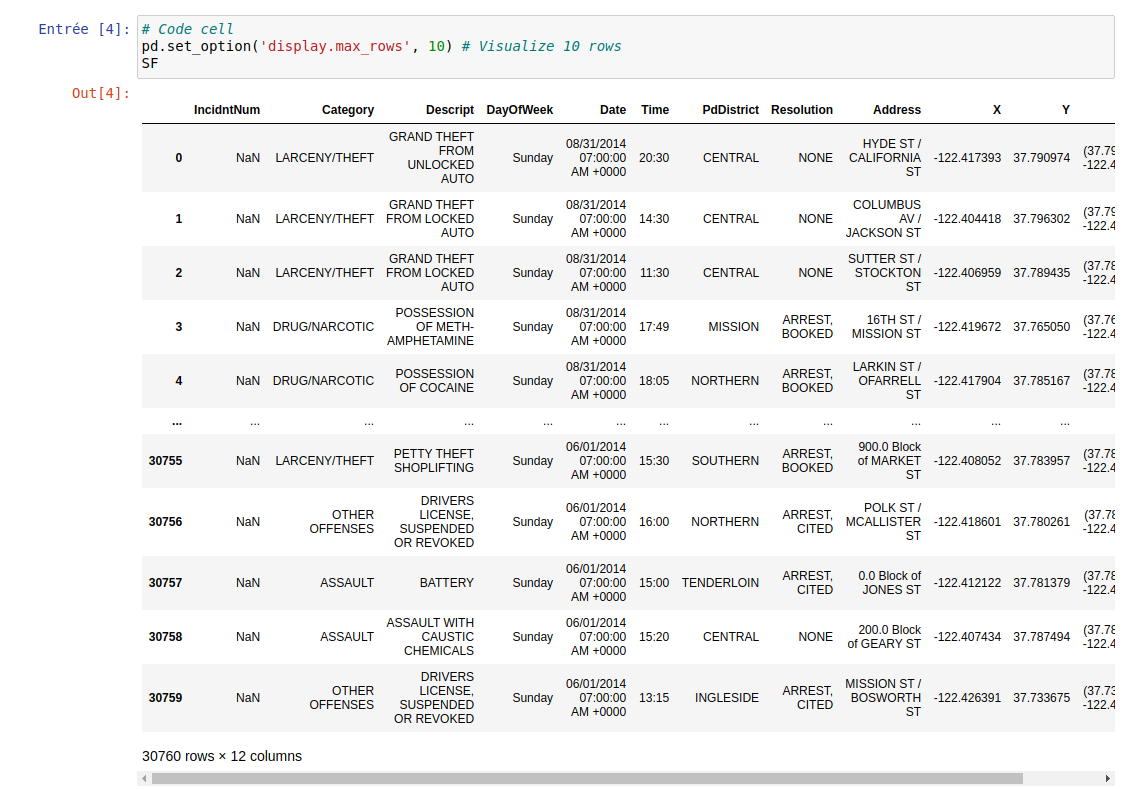 Entrée [4]: # Code cell
pd.set_option('display.max_rows', 10) # Visualize 10 rows
SF
Out[4]:
IncidntNum Category Descript DayOfWeek Date Time PdDistrict Resolution Address X Y
0 NaN LARCENY/THEFT GRAND THEFT FROM UNLOCKED AUTO Sunday 08/31/2014 07:00:00 AM +0000 20:30 CENTRAL NONE HYDE ST / CALIFORNIA ST -122.417393 37.790974 (37.79 -122.4
1 NaN LARCENY/THEFT GRAND THEFT FROM LOCKED AUTO Sunday 08/31/2014 07:00:00 AM +0000 14:30 CENTRAL NONE COLUMBUS AV / JACKSON ST -122.404418 37.796302 (37.79 -122.4
2 NaN LARCENY/THEFT GRAND THEFT FROM LOCKED AUTO Sunday 08/31/2014 07:00:00 AM +0000 11:30 CENTRAL NONE SUTTER ST / STOCKTON ST -122.406959 37.789435 (37.78 -122.4
3 NaN DRUG/NARCOTIC POSSESSION OF METH-AMPHETAMINE Sunday 08/31/2014 07:00:00 AM +0000 17:49 MISSION ARREST, BOOKED 16TH ST / MISSION ST -122.419672 37.765050 (37.76 -122.4
4 NaN DRUG/NARCOTIC POSSESSION OF COCAINE Sunday 08/31/2014 07:00:00 AM +0000 18:05 NORTHERN ARREST, BOOKED LARKIN ST / OFARRELL ST -122.417904 37.785167 (37.78 -122.4
... ... ... ... ... ... ... ... ... ... ... ...
30755 NaN LARCENY/THEFT PETTY THEFT SHOPLIFTING Sunday 06/01/2014 07:00:00 AM +0000 15:30 SOUTHERN ARREST, BOOKED 900.0 Block of MARKET ST -122.408052 37.783957 (37.78 -122.4
30756 NaN OTHER OFFENSES DRIVERS LICENSE, SUSPENDED OR REVOKED Sunday 06/01/2014 07:00:00 AM +0000 16:00 NORTHERN ARREST, CITED POLK ST / MCALLISTER ST -122.418601 37.780261 (37.78 -122.4
30757 NaN ASSAULT BATTERY Sunday 06/01/2014 07:00:00 AM +0000 15:00 TENDERLOIN ARREST, CITED 0.0 Block of JONES ST -122.412122 37.781379 (37.78 -122.4
30758 NaN ASSAULT ASSAULT WITH CAUSTIC CHEMICALS Sunday 06/01/2014 07:00:00 AM +0000 15:20 CENTRAL NONE 200.0 Block of GEARY ST -122.407434 37.787494 (37.78 -122.4
30759 NaN OTHER OFFENSES DRIVERS LICENSE, SUSPENDED OR REVOKED Sunday 06/01/2014 07:00:00 AM +0000 13:15 INGLESIDE ARREST, CITED MISSION ST / BOSWORTH ST -122.426391 37.733675 (37.73 -122.4
30760 rows × 12 columns